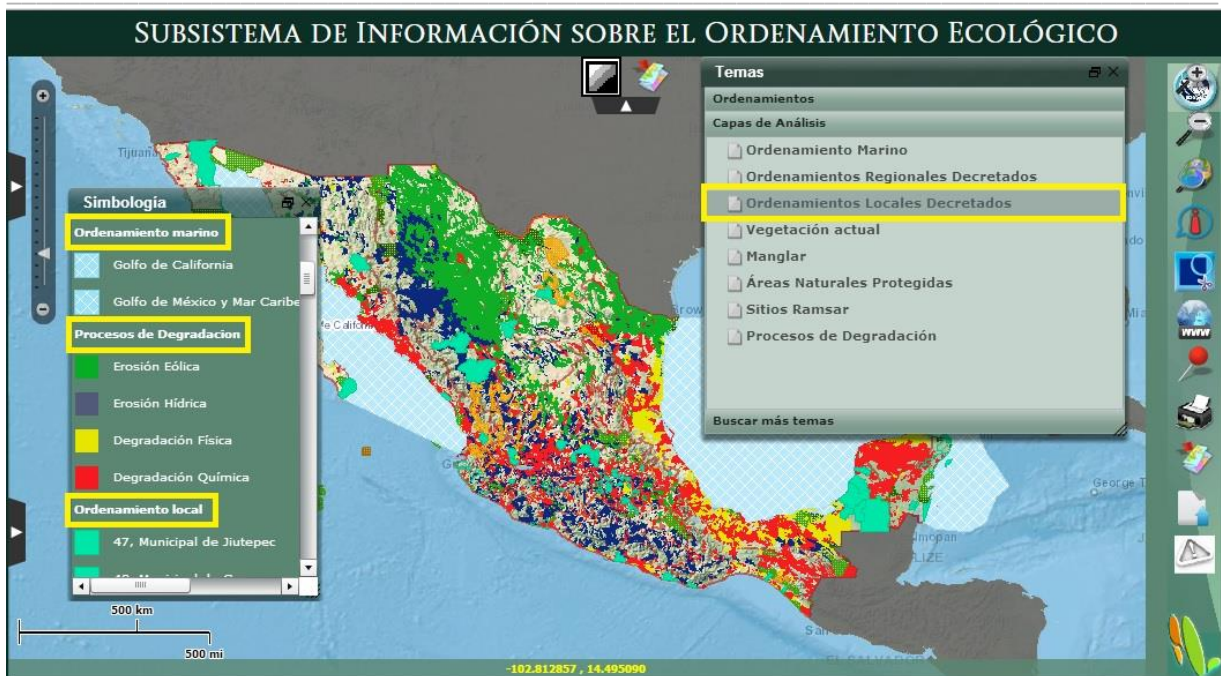 SUBSISTEMA DE INFORMACIÓN SOBRE EL ORDENAMIENTO ECOLÓGICO
Temas
Ordenamientos
Capas de Análisis
Ordenamiento Marino
Ordenamientos Regionales Decretados
Ordenamientos Locales Decretados
Vegetación actual
Manglar
Áreas Naturales Protegidas
Sitios Ramsar
Procesos de Degradación
Buscar más temas
Tijuana
Simbologia
Ordenamiento marino
Golfo de California
Golfo de México y Mar Caribe
Procesos de Degradacion
Erosión Eólica
Erosión Hídrica
Degradación Física
Degradación Química
Ordenamiento local
47, Municipal de Jiutepec
500 km
500 mi
-102.812857 , 14.495090
WWW
George T